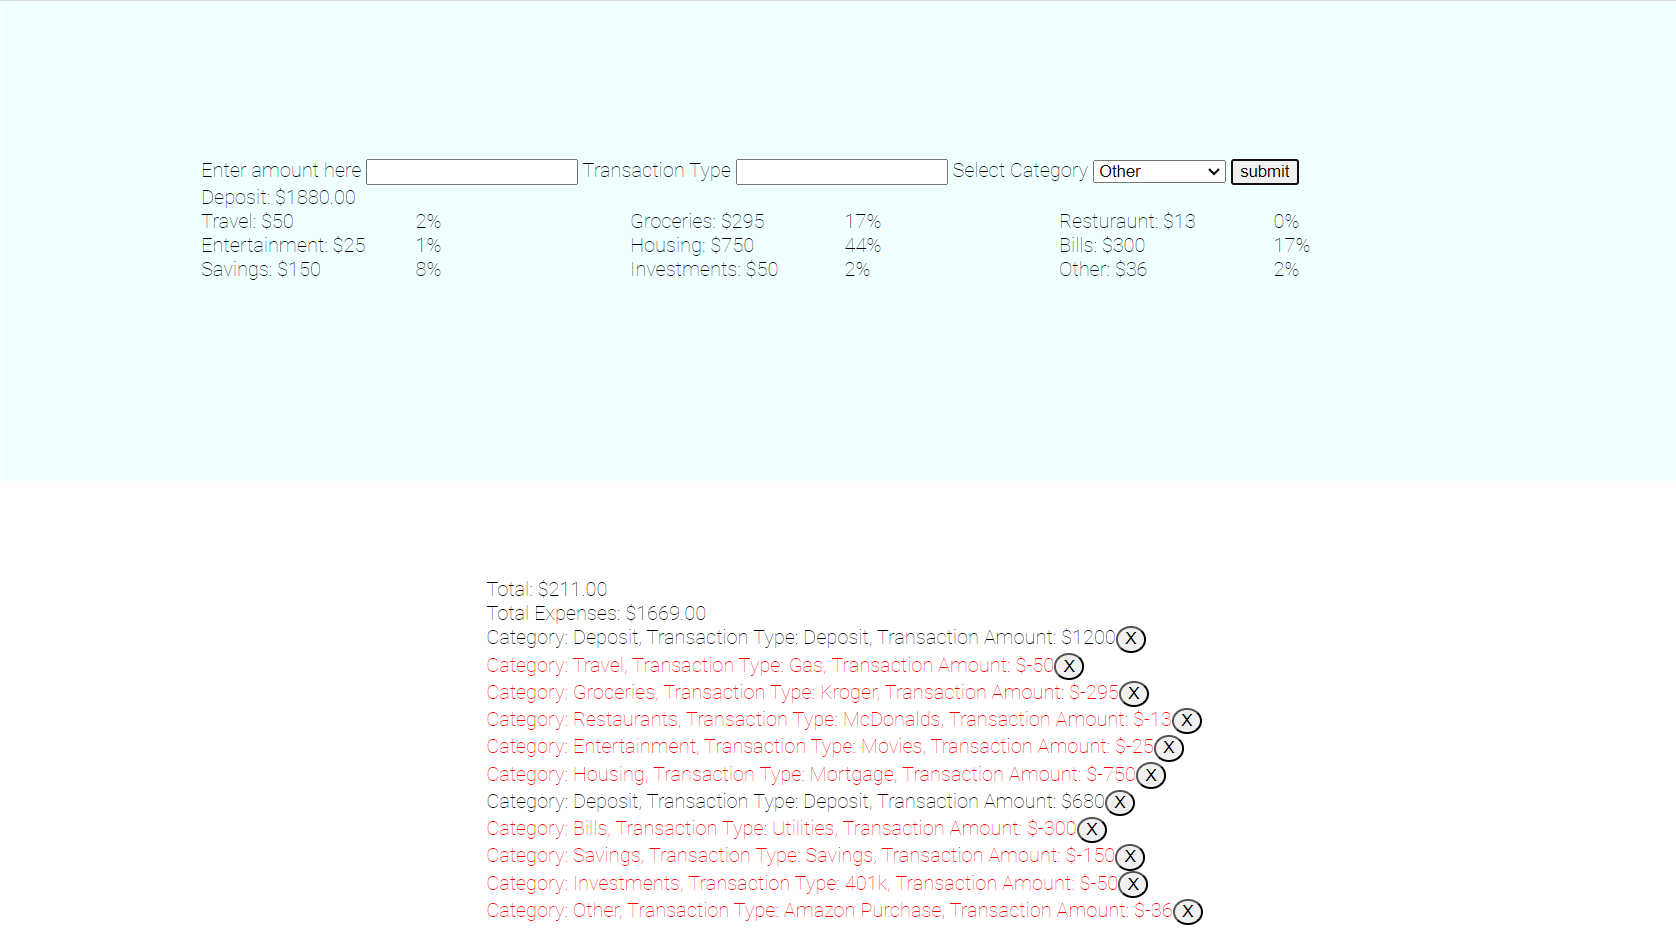 Enter amount here Transaction Type Select Category Other submit
Deposit: $1880.00
Travel: $50 2% Groceries: $295 17% Resturaunt: $13 0%
Entertainment: $25 1% Housing: $750 44% Bills: $300 17%
Savings: $150 8% Investments: $50 2% Other: $36 2%
Total: $211.00
Total Expenses: $1669.00
Category: Deposit, Transaction Type: Deposit, Transaction Amount: $1200 X
Category: Travel, Transaction Type: Gas, Transaction Amount: $-50 X
Category: Groceries, Transaction Type: Kroger, Transaction Amount: $-295 X
Category: Restaurants, Transaction Type: McDonalds, Transaction Amount: $-13 X
Category: Entertainment, Transaction Type: Movies, Transaction Amount: $-25 X
Category: Housing, Transaction Type: Mortgage, Transaction Amount: $-750 X
Category: Deposit, Transaction Type: Deposit, Transaction Amount: $680 X
Category: Bills, Transaction Type: Utilities, Transaction Amount: $-300 X
Category: Savings, Transaction Type: Savings, Transaction Amount: $-150 X
Category: Investments, Transaction Type: 401k, Transaction Amount: $-50 X
Category: Other, Transaction Type: Amazon Purchase, Transaction Amount: $-36 X